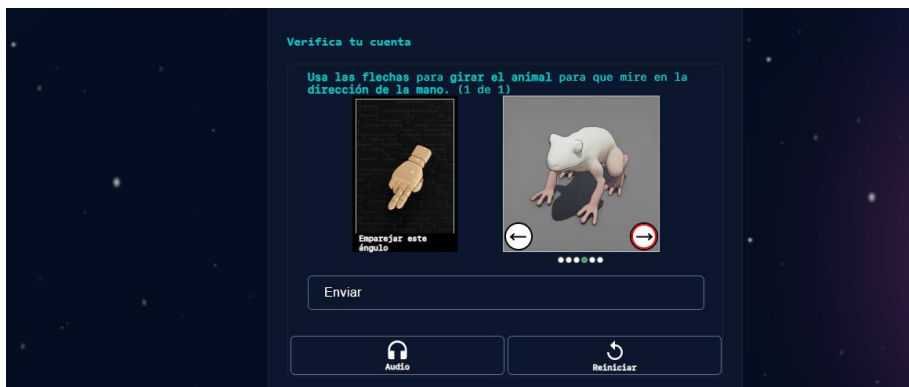 Verifica tu cuenta
Usa las flechas para girar el animal para que mire en la
dirección de la mano. (1 de 1)
Emparejar este
ángulo
Enviar
Audio
Reiniciar